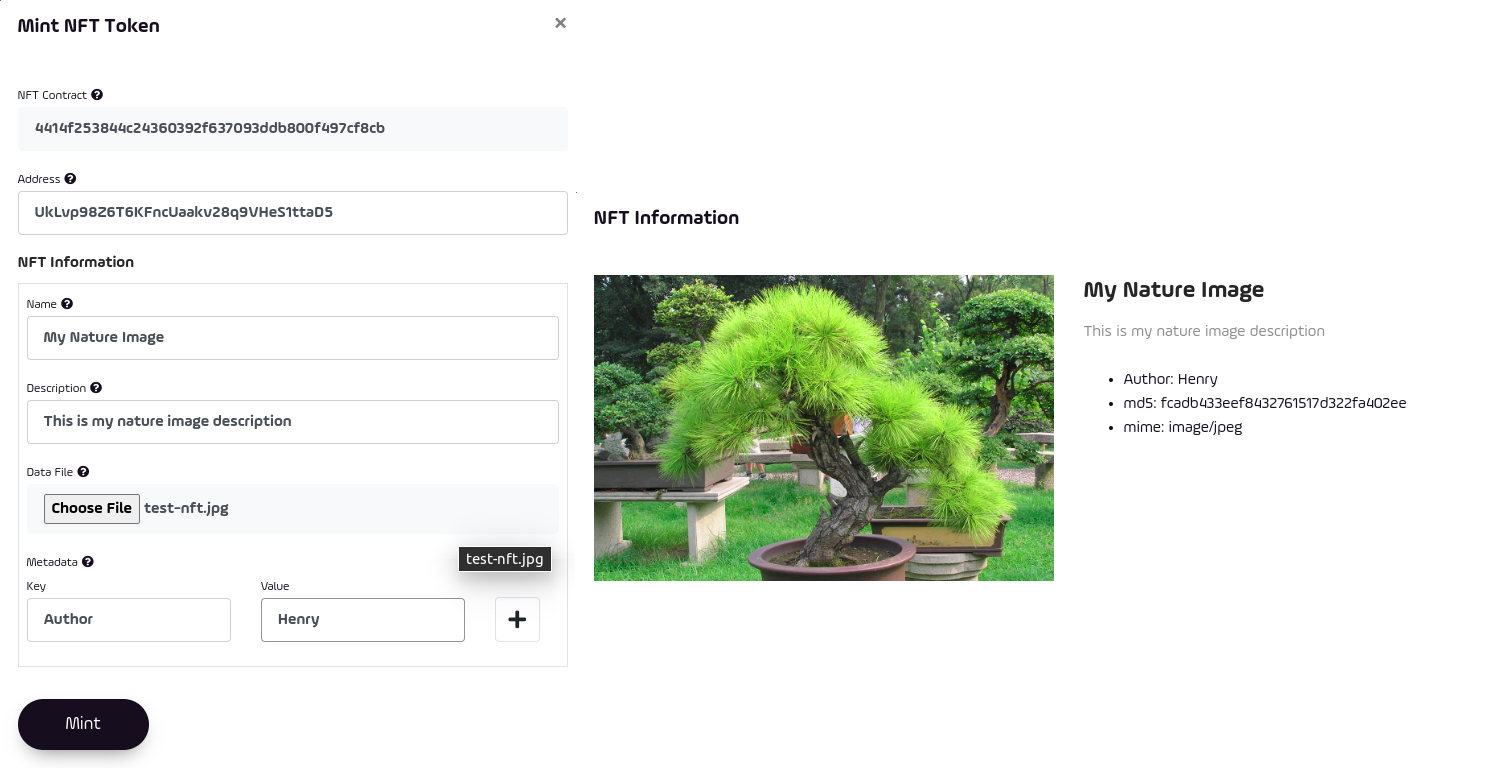 Mint NFT Token
×
NFT Contract ?
4414f253844c24360392f637093ddb800f497cf8cb
Address ?
UkLvp98Z6T6KFncUaakv28q9VHeS1ttaD5
NFT Information
Name ?
My Nature Image
Description ?
This is my nature image description
Data File ?
Choose File test-nft.jpg
test-nft.jpg
Metadata ?
Key Value
Author Henry +
Mint
NFT Information
My Nature Image
This is my nature image description
• Author: Henry
• md5: fcadb433eef8432761517d322fa402ee
• mime: image/jpeg